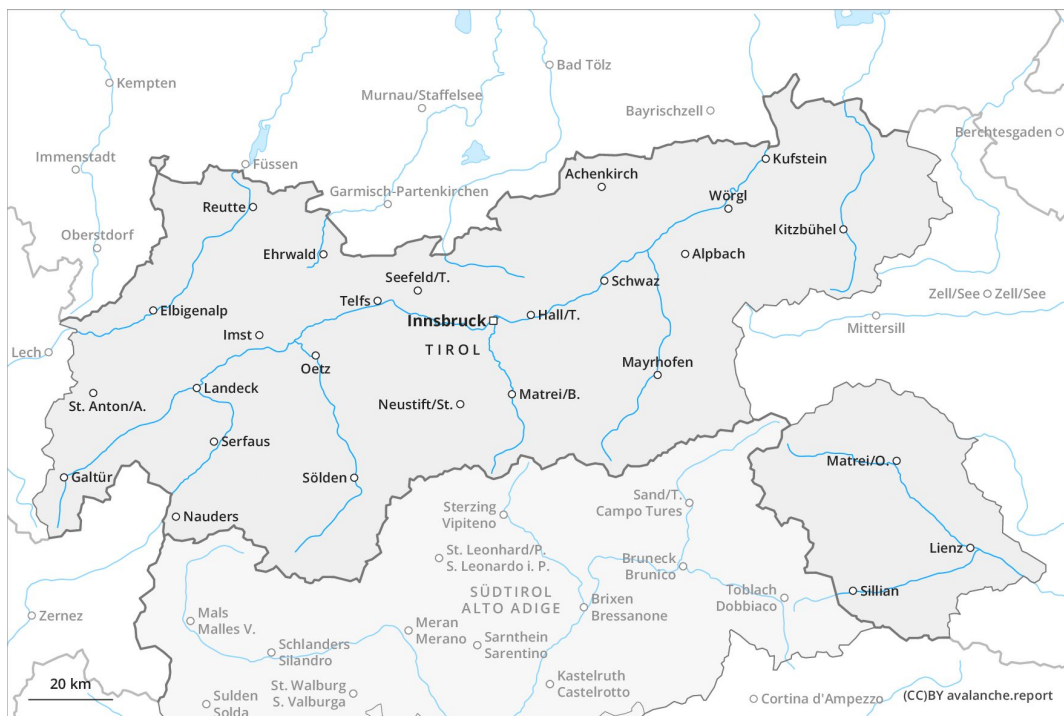 Kempten
Bad Tölz
Murnau/Staffelsee
Bayrischzell
Berchtesgaden
Immenstadt
Füssen
Kufstein
Achenkirch
Garmisch-Partenkirchen
Reutte
Wörgl
Oberstdorf
Kitzbühel
Ehrwald
Alpbach
Seefeld/T.
Schwaz
Zell/See
Zell/See
Telfs
Elbigenalp
Innsbruck
Hall/T.
Mittersill
Imst
TIROL
Lech
Oetz
Mayrhofen
Landeck
St. Anton/A.
Neustift/St.
Matrei/B.
Serfaus
Matrei/O.
Galtür
Sölden
Sand/T.
Campo Tures
Sterzing
Vipiteno
Nauders
Lienz
St. Leonhard/P.
S. Leonardo i. P.
Bruneck
Brunico
SÜDTIROL
ALTO ADIGE
Sillian
Toblach
Dobbiaco
Brixen
Bressanone
Zernez
Mals
Malles V.
Meran
Merano
Sarnthein
Sarentino
Schlanders
Silandro
Kastelruth
Castelrotto
20 km
St. Walburg
S. Valburga
Sulden
Solda
Cortina d'Ampezzo
(CC)BY avalanche.report